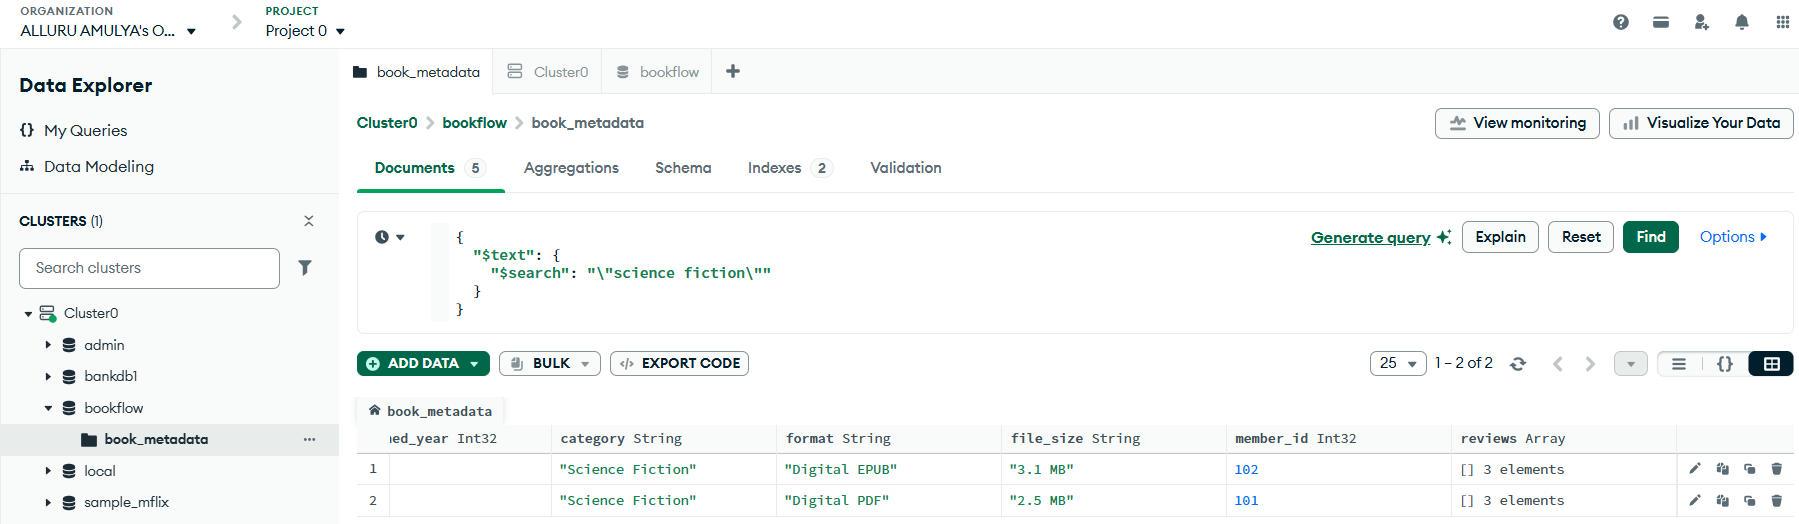 ORGANIZATION
ALLURU AMULYA's O...
PROJECT
Project 0
Data Explorer
My Queries
Data Modeling
CLUSTERS (1)
Search clusters
Cluster0
admin
bankdb1
bookflow
book_metadata
local
sample_mflix
book_metadata
Cluster0
bookflow
Cluster0 > bookflow > book_metadata
View monitoring
Visualize Your Data
Documents 5
Aggregations
Schema
Indexes 2
Validation
{
"$text": {
"$search": "\"science fiction\""
}
}
Generate query
Explain
Reset
Find
Options
ADD DATA
BULK
EXPORT CODE
25
1 – 2 of 2
book_metadata
ned_year Int32 category String format String file_size String member_id Int32 reviews Array
1 "Science Fiction" "Digital EPUB" "3.1 MB" 102 [] 3 elements
2 "Science Fiction" "Digital PDF" "2.5 MB" 101 [] 3 elements